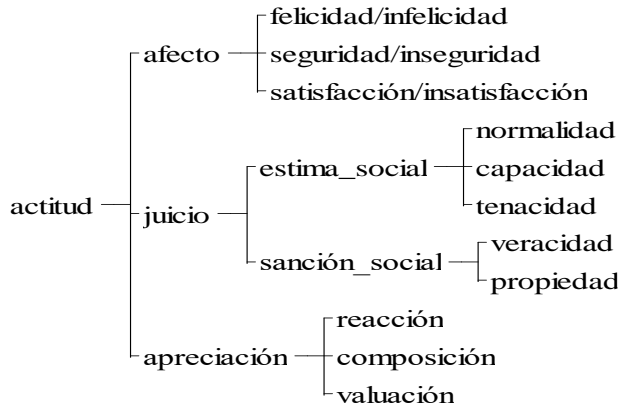 felicidad/infelicidad
afecto
seguridad/inseguridad
satisfacción/insatisfacción
normalidad
estima_social
capacidad
actitud
juicio
tenacidad
veracidad
sanción_social
propiedad
reacción
apreciación
composición
valuación